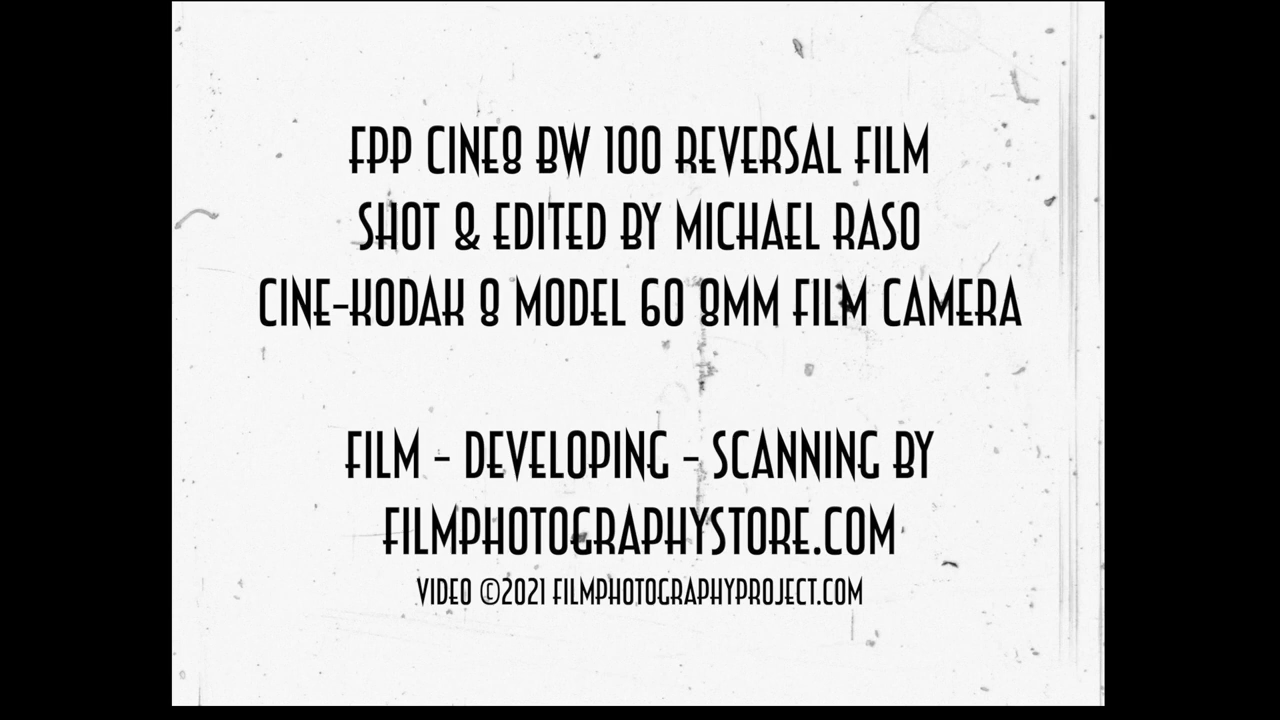 FPP CINE8 BW 100 REVERSAL FILM
SHOT & EDITED BY MICHAEL RASO
CINE-KODAK 8 MODEL 60 8MM FILM CAMERA
FILM - DEVELOPING - SCANNING BY
FILMPHOTOGRAPHYSTORE.COM
VIDEO ©2021 FILMPHOTOGRAPHYPROJECT.COM